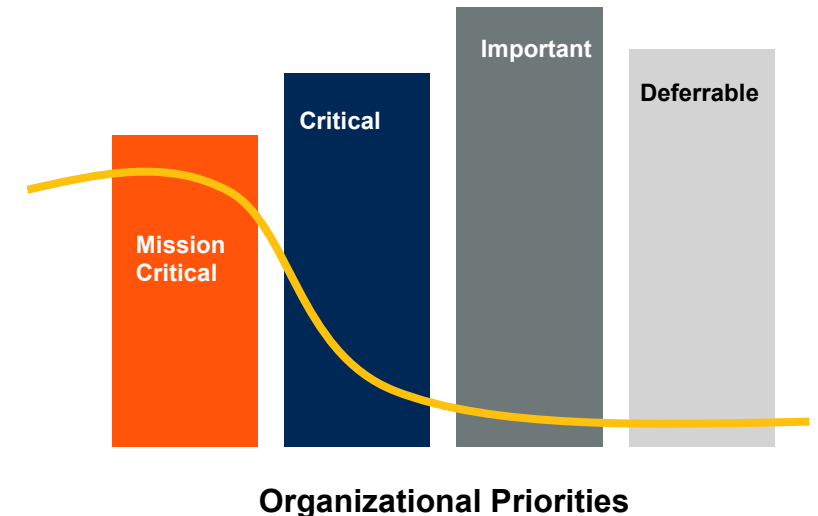 Important
Deferrable
Critical
Mission
Critical
Organizational Priorities